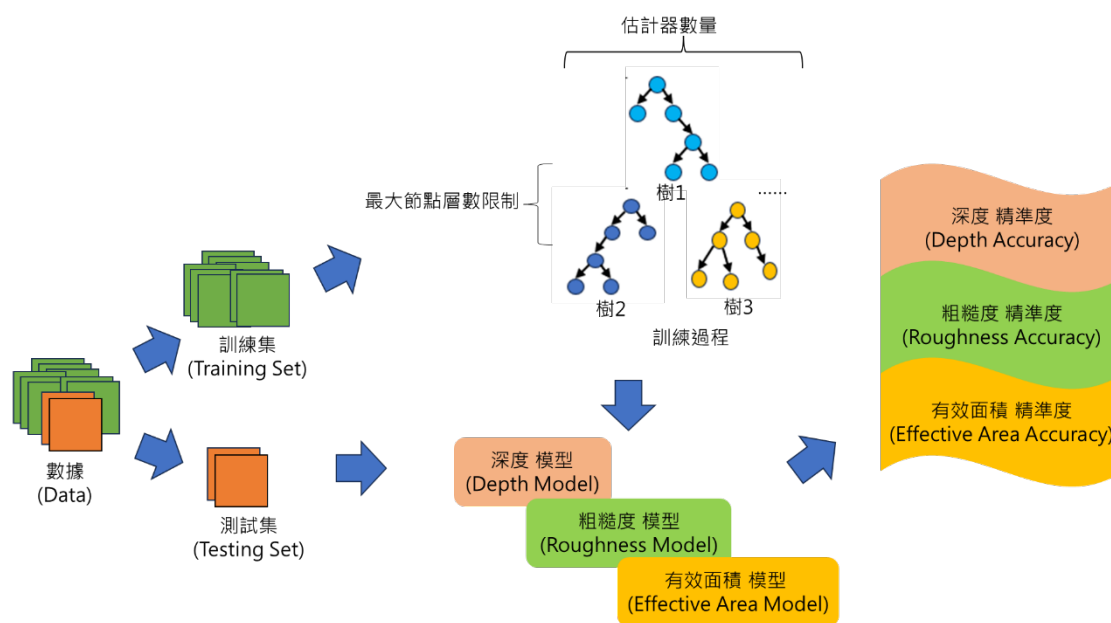 估計器數量
最大節點層數限制
樹1
......
樹2
樹3
訓練過程
訓練集
(Training Set)
數據
(Data)
測試集
(Testing Set)
深度 模型
(Depth Model)
粗糙度 模型
(Roughness Model)
有效面積 模型
(Effective Area Model)
深度 精準度
(Depth Accuracy)
粗糙度 精準度
(Roughness Accuracy)
有效面積 精準度
(Effective Area Accuracy)